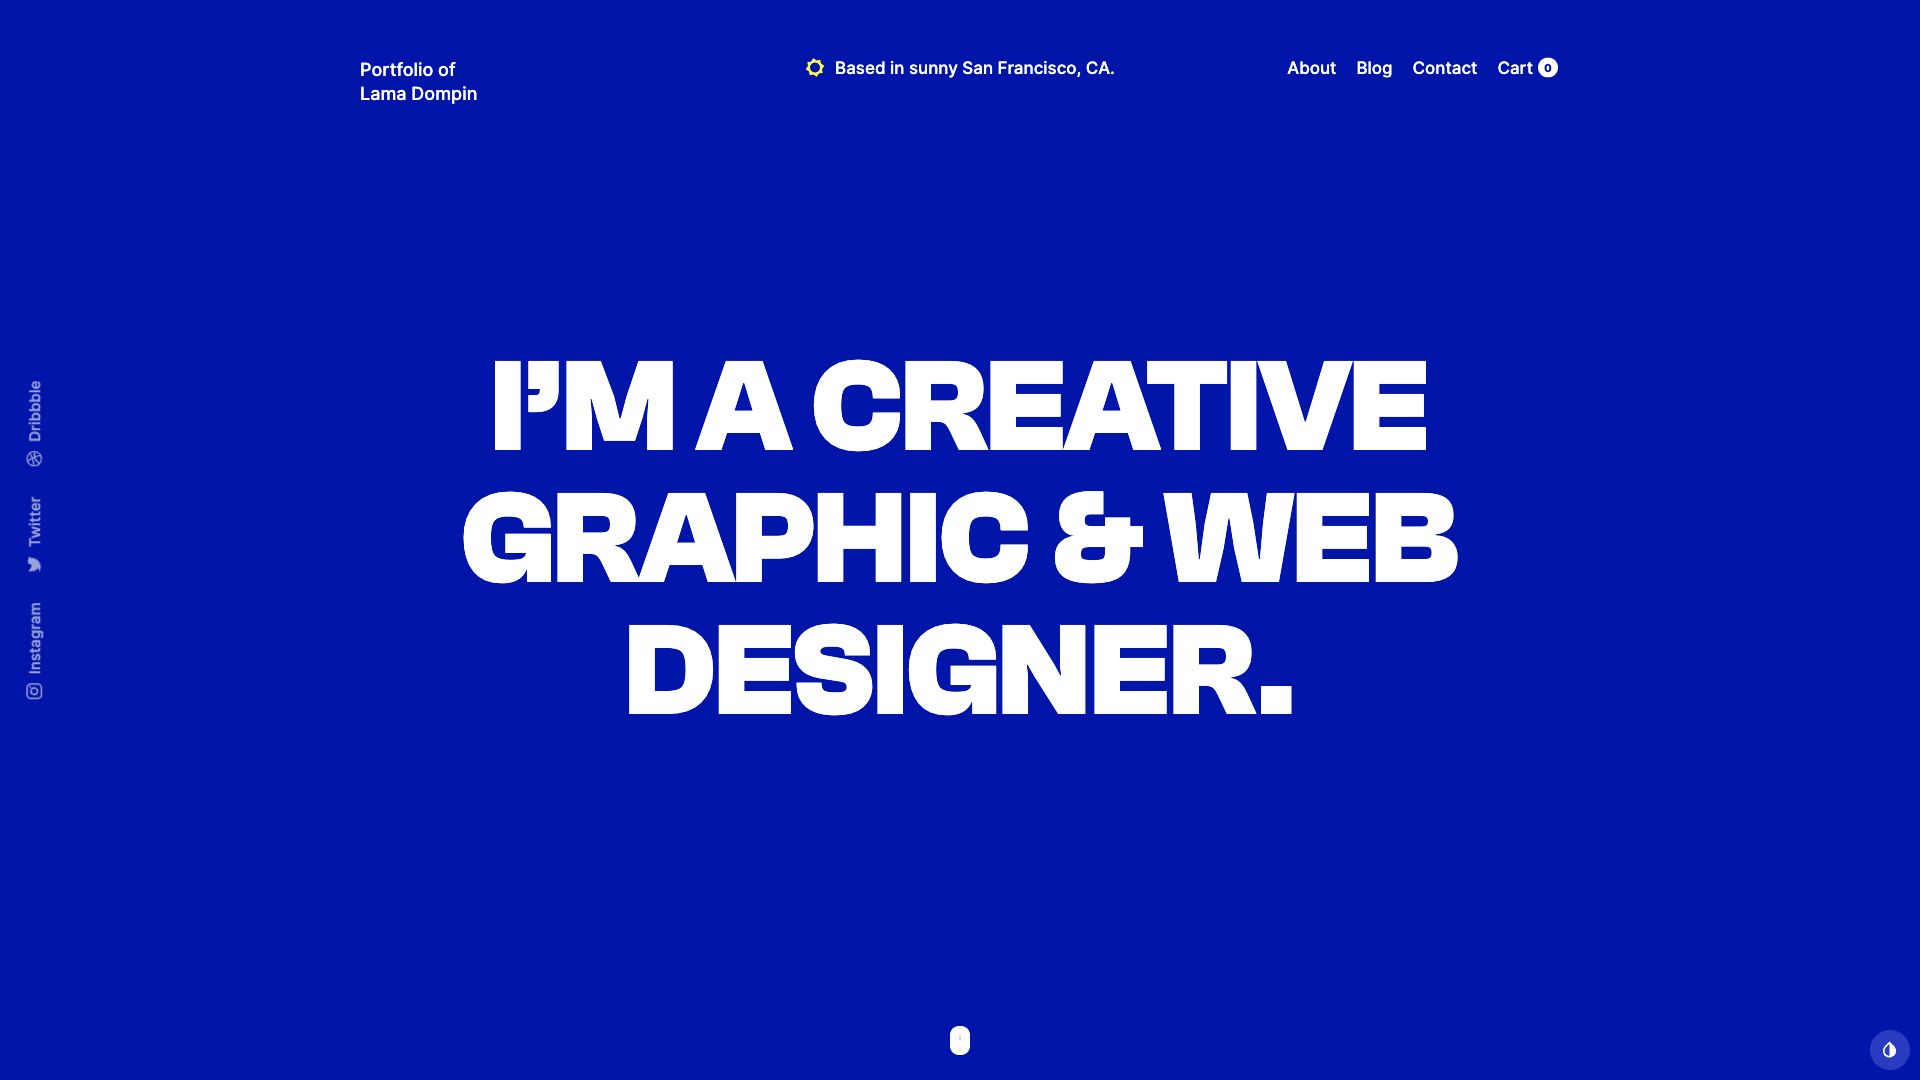 Portfolio of
Lama Dompin
Based in sunny San Francisco, CA.
About Blog Contact Cart 0
I’M A CREATIVE
GRAPHIC & WEB
DESIGNER.
Dribbble
Twitter
Instagram